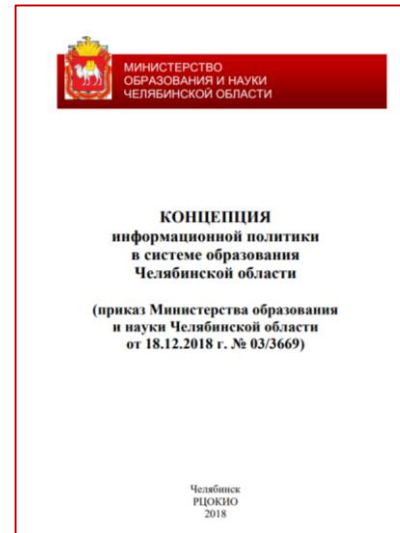 МИНИСТЕРСТВО
ОБРАЗОВАНИЯ И НАУКИ
ЧЕЛЯБИНСКОЙ ОБЛАСТИ
КОНЦЕПЦИЯ
информационной политики
в системе образования
Челябинской области
(приказ Министерства образования
и науки Челябинской области
от 18.12.2018 г. № 03/3669)
Челябинск
РЦОКИО
2018